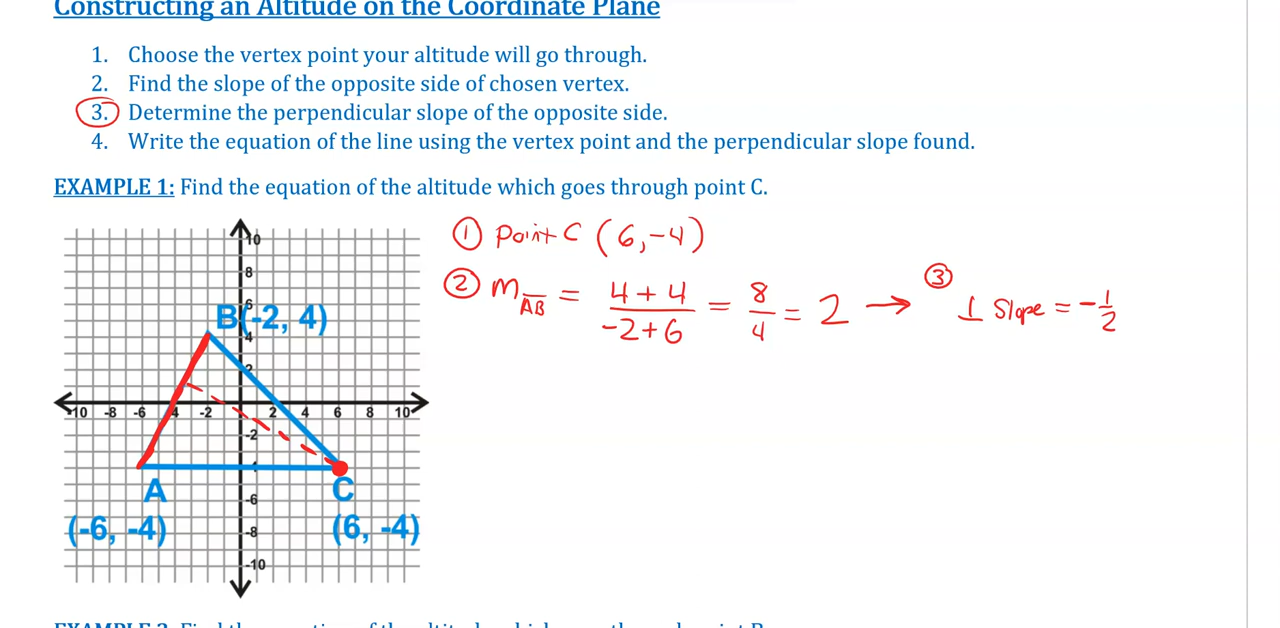 Constructing an Altitude on the Coordinate Plane
1. Choose the vertex point your altitude will go through.
2. Find the slope of the opposite side of chosen vertex.
3. Determine the perpendicular slope of the opposite side.
4. Write the equation of the line using the vertex point and the perpendicular slope found.
EXAMPLE 1: Find the equation of the altitude which goes through point C.
① Point C (6, -4)
② m_AB = (4 + 4)/(-2 + 6) = 8/4 = 2 → ③ ⊥ Slope = -1/2
10
8
6
B(-2, 4)
4
2
-10 -8 -6 -4 -2 2 4 6 8 10
-2
-4
A C
-6
(-6, -4) (6, -4)
-8
-10